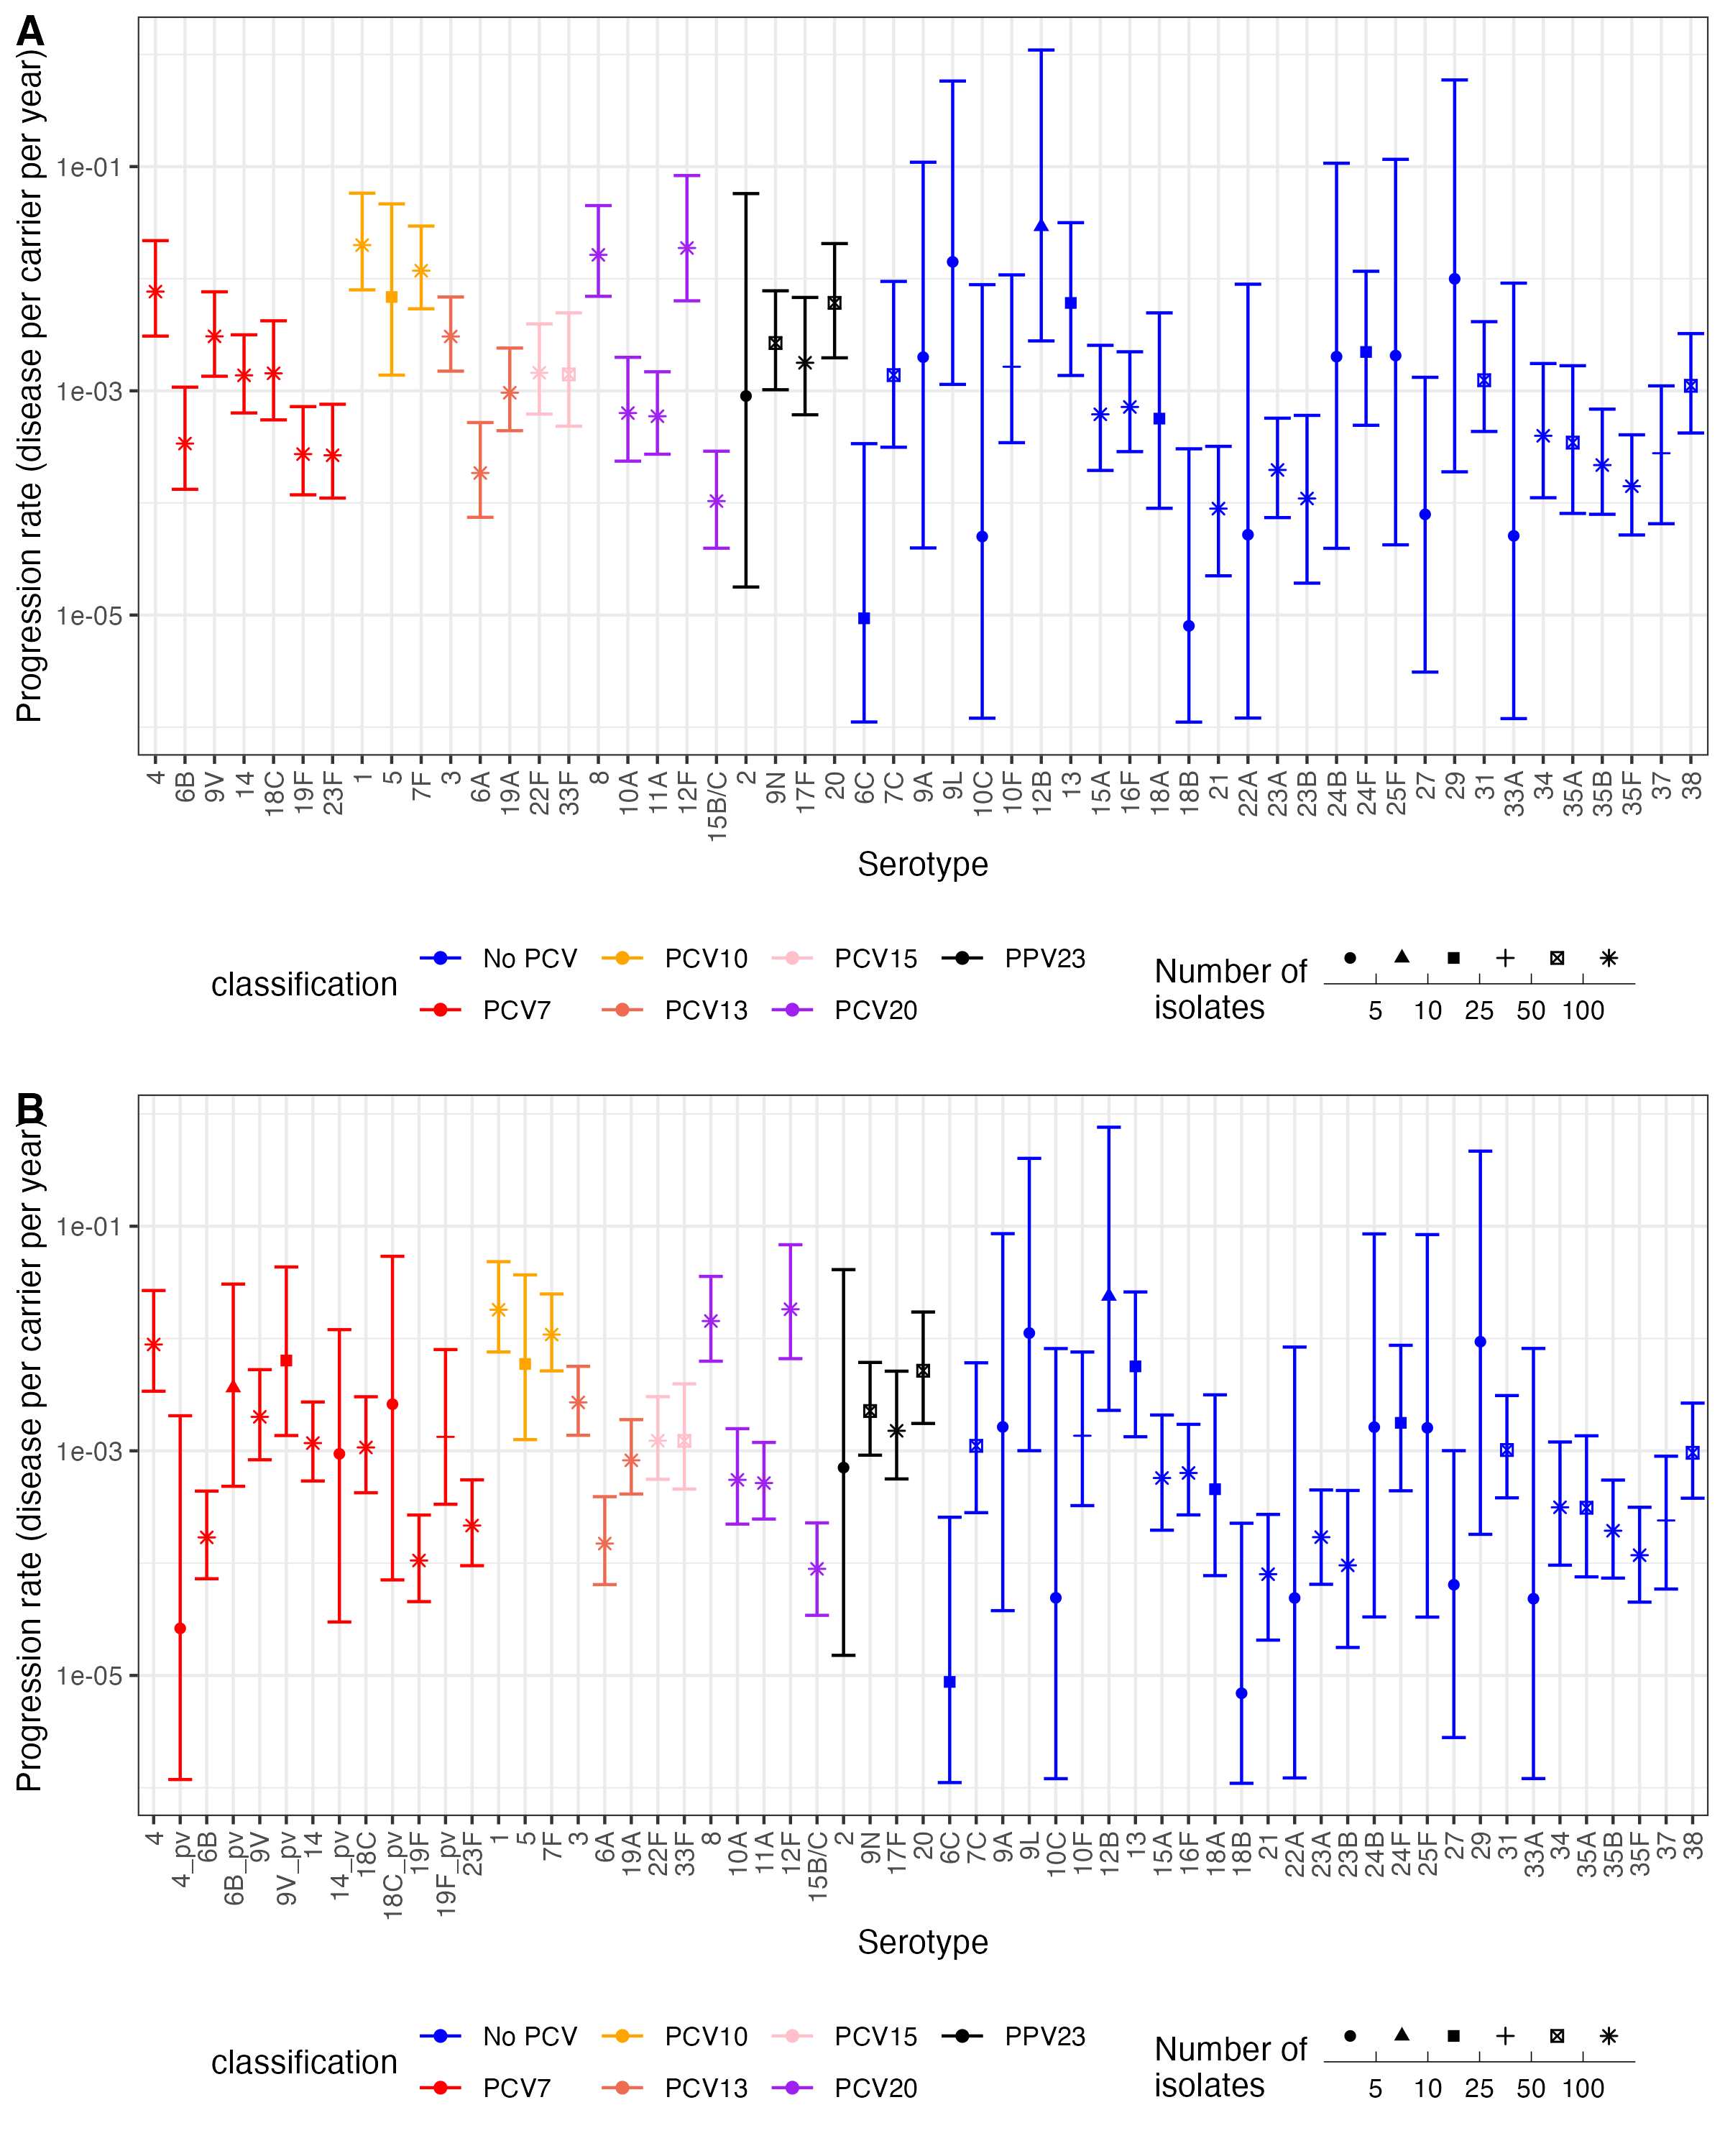 A
Progression rate (disease per carrier per year)
1e-01
1e-03
1e-05
4 6B 9V 14 18C 19F 23F 1 5 7F 3 6A 19A 22F 33F 8 10A 11A 12F 15B/C 2 9N 17F 20 6C 7C 9A 9L 10C 10F 12B 13 15A 16F 18A 18B 21 22A 23A 23B 24B 24F 25F 27 29 31 33A 34 35A 35B 35F 37 38
Serotype
classification
No PCV PCV10 PCV15 PPV23
PCV7 PCV13 PCV20
Number of
isolates
5 10 25 50 100
B
Progression rate (disease per carrier per year)
1e-01
1e-03
1e-05
4 4_pv 6B 6B_pv 9V 9V_pv 14 14_pv 18C 18C_pv 19F 19F_pv 23F 1 5 7F 3 6A 19A 22F 33F 8 10A 11A 12F 15B/C 2 9N 17F 20 6C 7C 9A 9L 10C 10F 12B 13 15A 16F 18A 18B 21 22A 23A 23B 24B 24F 25F 27 29 31 33A 34 35A 35B 35F 37 38
Serotype
classification
No PCV PCV10 PCV15 PPV23
PCV7 PCV13 PCV20
Number of
isolates
5 10 25 50 100